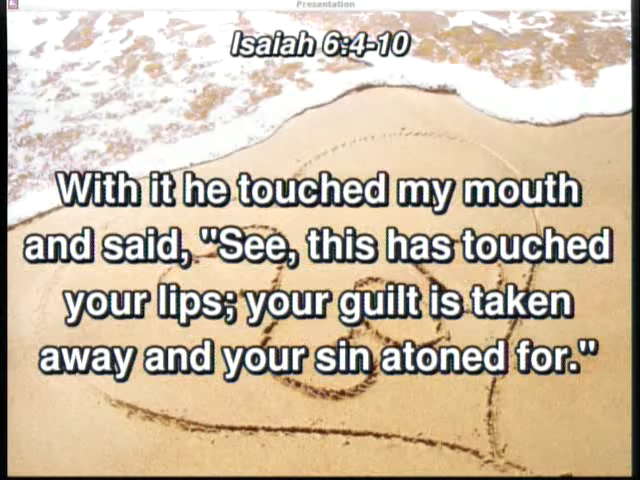 Presentation
Isaiah 6:4-10
With it he touched my mouth
and said, "See, this has touched
your lips; your guilt is taken
away and your sin atoned for."